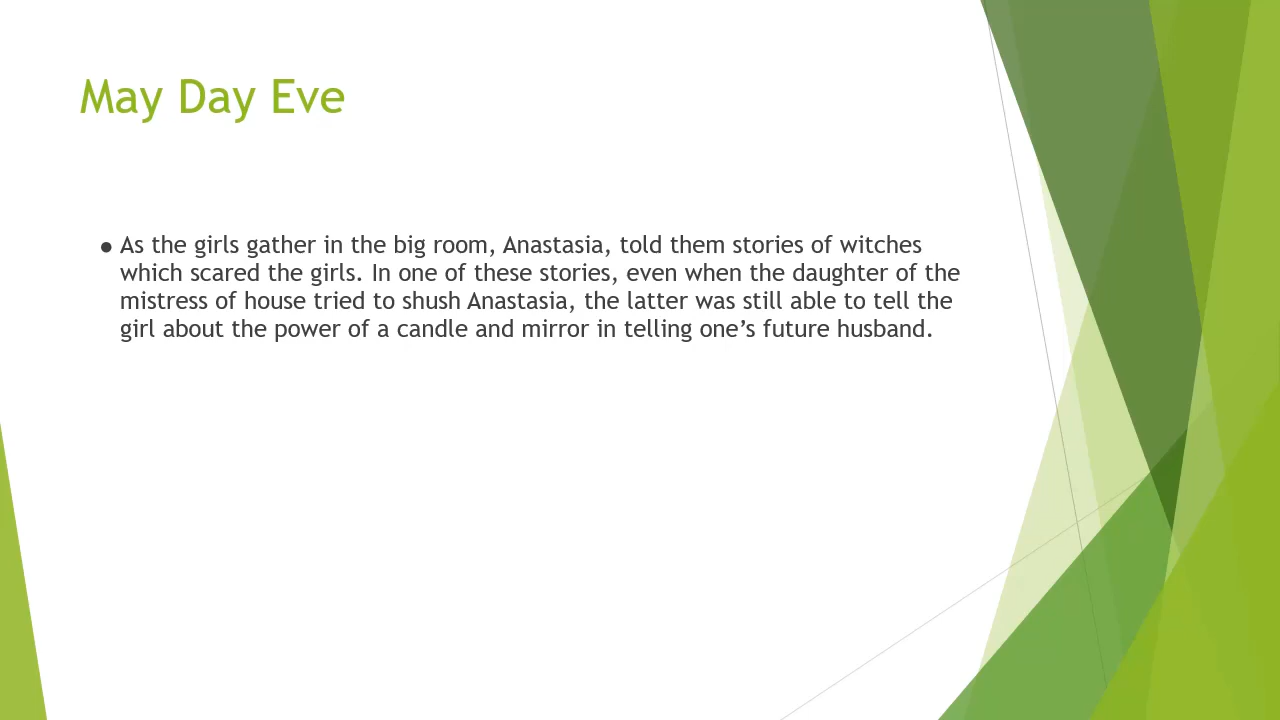 May Day Eve
● As the girls gather in the big room, Anastasia, told them stories of witches
which scared the girls. In one of these stories, even when the daughter of the
mistress of house tried to shush Anastasia, the latter was still able to tell the
girl about the power of a candle and mirror in telling one’s future husband.